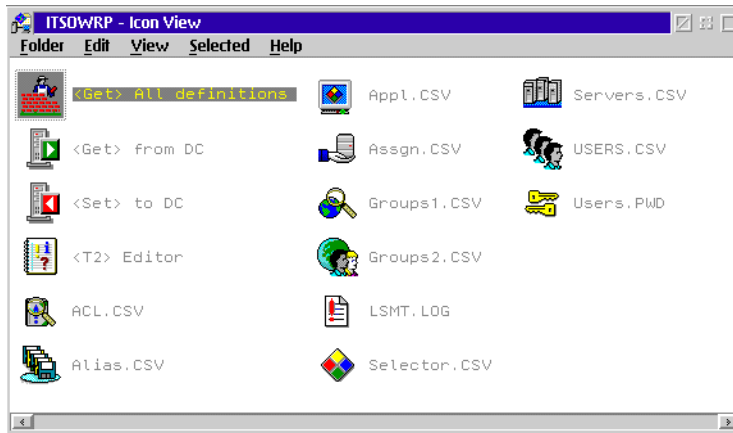 ITSOWRP - Icon View
Folder Edit View Selected Help
<Get> All definitions
<Get> from DC
<Set> to DC
<T2> Editor
ACL.CSV
Alias.CSV
Appl.CSV
Assgn.CSV
Groups1.CSV
Groups2.CSV
LSMT.LOG
Selector.CSV
Servers.CSV
USERS.CSV
Users.PWD